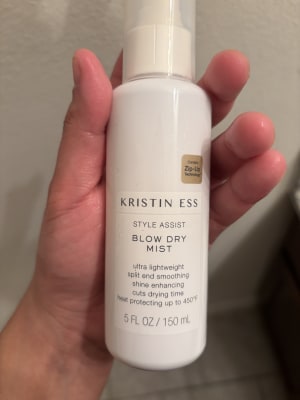 Zip-Up
Technology
KRISTIN ESS
STYLE ASSIST
BLOW DRY
MIST
ultra lightweight
split end smoothing
shine enhancing
cuts drying time
heat protecting up to 450°F
5 FL OZ / 150 mL